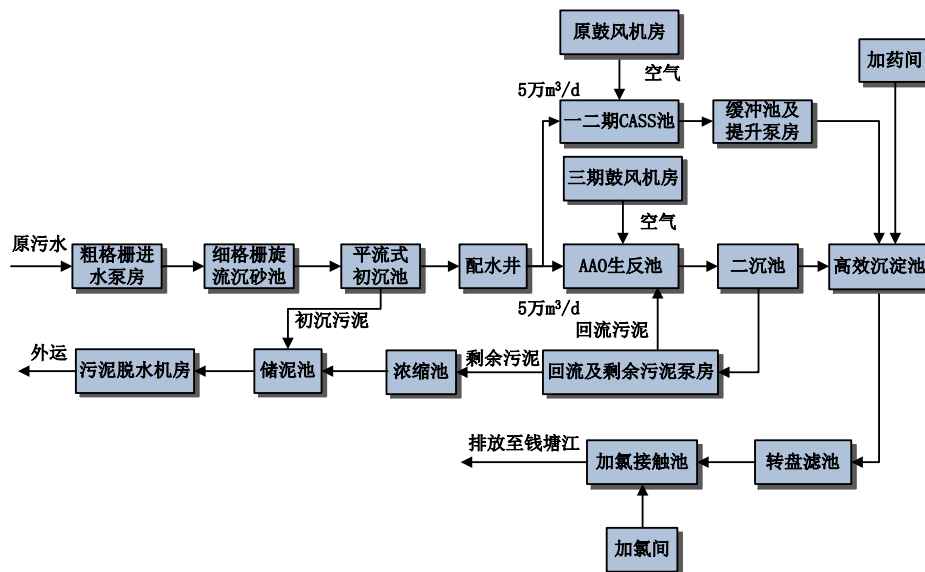 原鼓风机房
加药间
空气
5万m³/d
一二期CASS池
缓冲池及
提升泵房
三期鼓风机房
空气
原污水
粗格栅进
水泵房
细格栅旋
流沉砂池
平流式
初沉池
配水井
AAO生反池
二沉池
高效沉淀池
5万m³/d
初沉污泥
回流污泥
外运
污泥脱水机房
储泥池
浓缩池
剩余污泥
回流及剩余污泥泵房
排放至钱塘江
加氯接触池
转盘滤池
加氯间